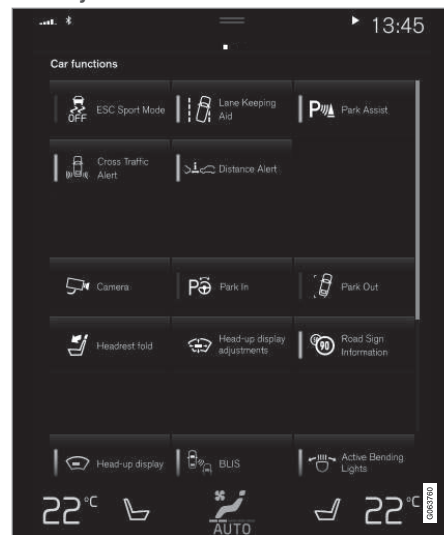 13:45
Car functions
OFF
ESC Sport Mode
Lane Keeping
Aid
P
Park Assist
Cross Traffic
Alert
Distance Alert
Camera
P
Park In
Park Out
Headrest fold
Head-up display
adjustments
90
Road Sign
Information
Head-up display
BLIS
Active Bending
Lights
22°C
AUTO
22°C
G063760